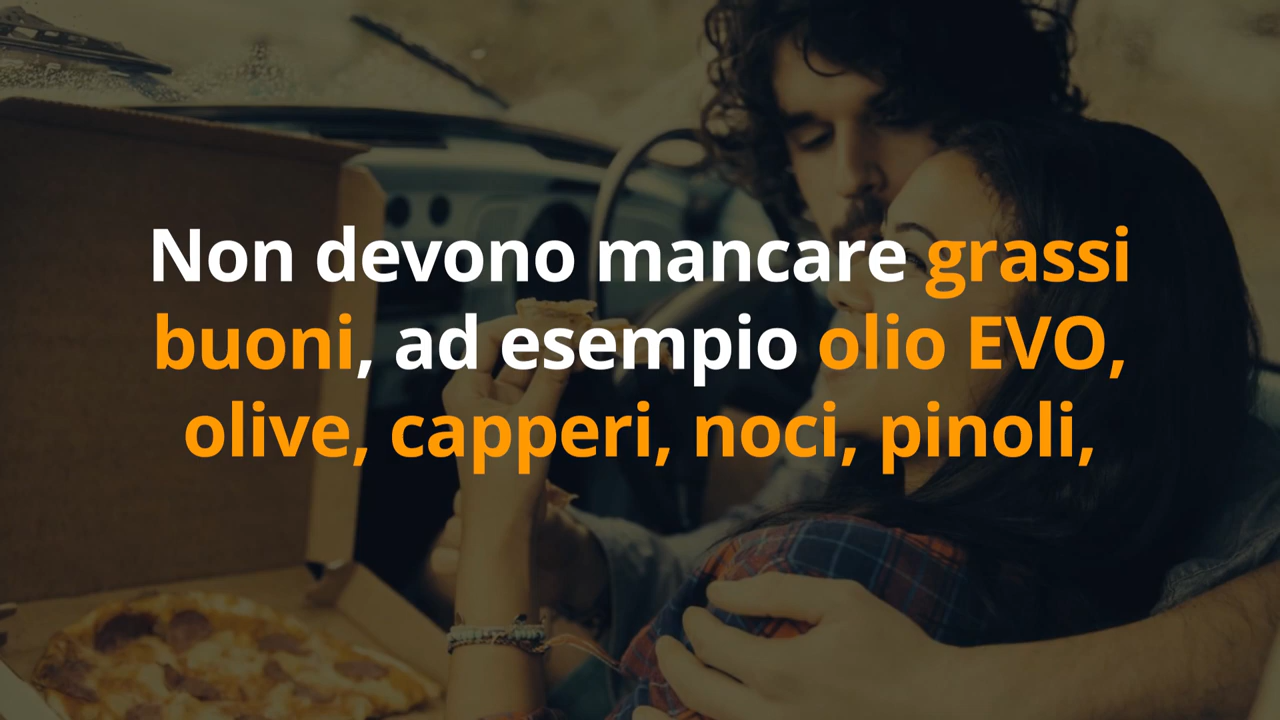 Non devono mancare grassi
buoni, ad esempio olio EVO,
olive, capperi, noci, pinoli,